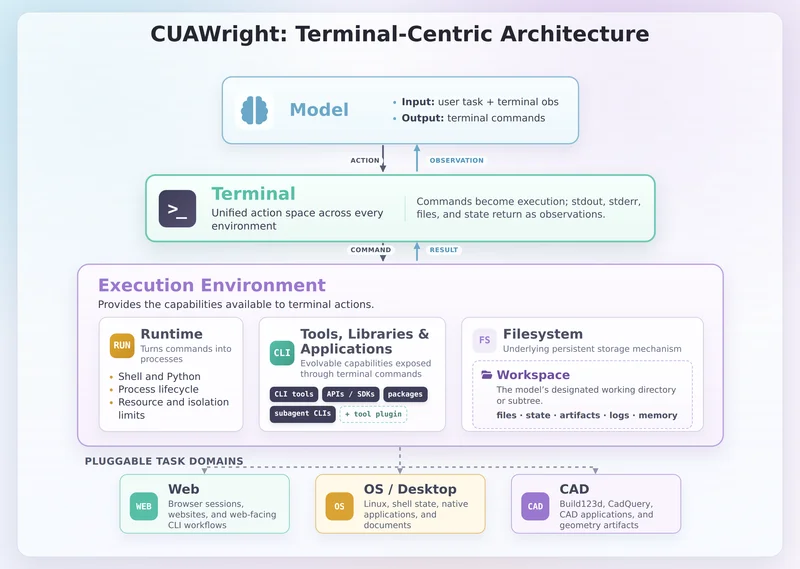 CUAWright: Terminal-Centric Architecture
Model
• Input: user task + terminal obs
• Output: terminal commands
ACTION
OBSERVATION
>_
Terminal
Unified action space across every
environment
Commands become execution; stdout, stderr,
files, and state return as observations.
COMMAND
RESULT
Execution Environment
Provides the capabilities available to terminal actions.
RUN
Runtime
Turns commands into
processes
• Shell and Python
• Process lifecycle
• Resource and isolation
limits
CLI
Tools, Libraries &
Applications
Evolvable capabilities exposed
through terminal commands
CLI tools
APIs / SDKs
packages
subagent CLIs
+ tool plugin
FS
Filesystem
Underlying persistent storage mechanism
Workspace
The model's designated working directory
or subtree.
files · state · artifacts · logs · memory
PLUGGABLE TASK DOMAINS
WEB
Web
Browser sessions,
websites, and web-facing
CLI workflows
OS
OS / Desktop
Linux, shell state, native
applications, and
documents
CAD
CAD
Build123d, CadQuery,
CAD applications, and
geometry artifacts